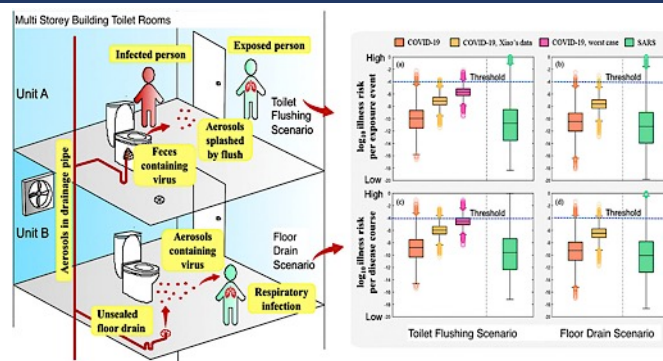 Multi Storey Building Toilet Rooms
Infected person
Exposed person
Unit A
Toilet
Flushing
Scenario
Aerosols
splashed
by flush
Feces
containing
virus
Aerosols in drainage pipe
Unit B
Aerosols
containing
virus
Floor
Drain
Scenario
Unsealed
floor drain
Respiratory
infection
COVID-19
COVID-19, Xiao's data
COVID-19, worst case
SARS
High
log10 illness risk
per exposure event
Low
(a)
Threshold
(b)
Threshold
High
log10 illness risk
per disease course
Low
(c)
Threshold
(d)
Threshold
Toilet Flushing Scenario
Floor Drain Scenario